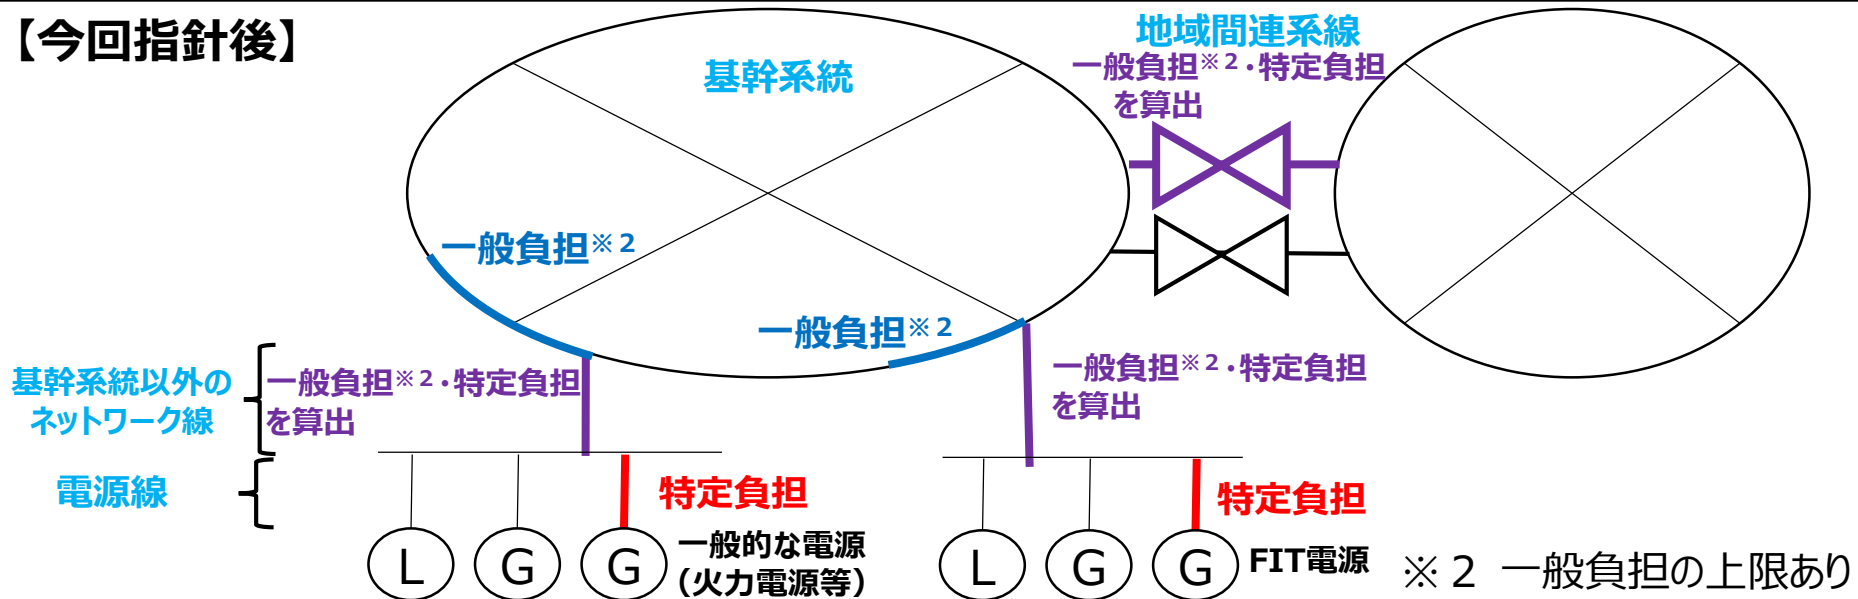 【今回指針後】
基幹系統
地域間連系線
一般負担※2・特定負担
を算出
一般負担※2
一般負担※2
基幹系統以外の
ネットワーク線
一般負担※2・特定負担
を算出
一般負担※2・特定負担
を算出
電源線
特定負担
特定負担
L
G
G
一般的な電源
(火力電源等)
L
G
G
FIT電源
※2 一般負担の上限あり